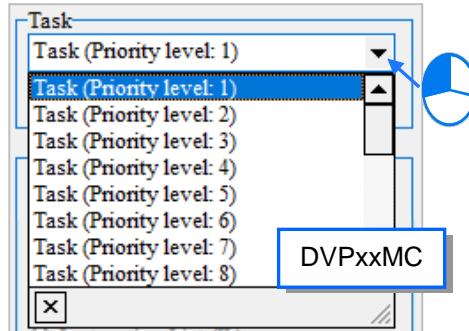 Task
Task (Priority level: 1)
Task (Priority level: 1)
Task (Priority level: 2)
Task (Priority level: 3)
Task (Priority level: 4)
Task (Priority level: 5)
Task (Priority level: 6)
Task (Priority level: 7)
Task (Priority level: 8)
DVPxxMC